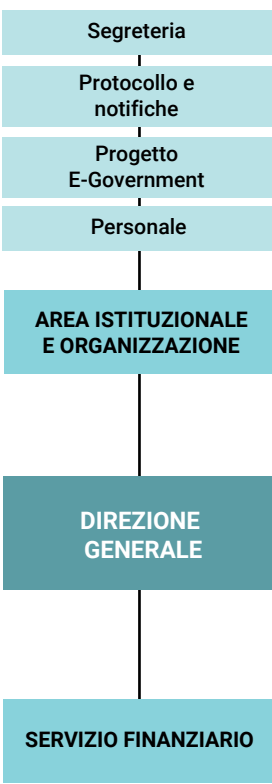 Segreteria
Protocollo e
notifiche
Progetto
E-Government
Personale
AREA ISTITUZIONALE
E ORGANIZZAZIONE
DIREZIONE
GENERALE
SERVIZIO FINANZIARIO